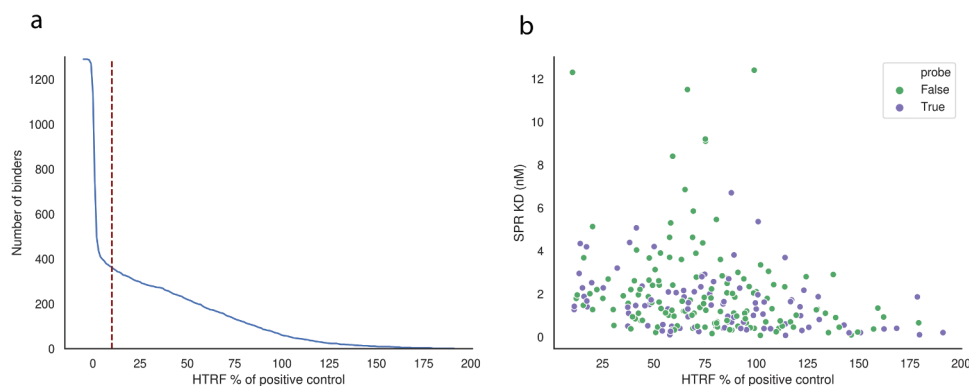 a
1200
1000
800
600
400
200
0
Number of binders
0 25 50 75 100 125 150 175 200
HTRF % of positive control
b
12
10
8
6
4
2
0
SPR KD (nM)
probe
False
True
25 50 75 100 125 150 175 200
HTRF % of positive control